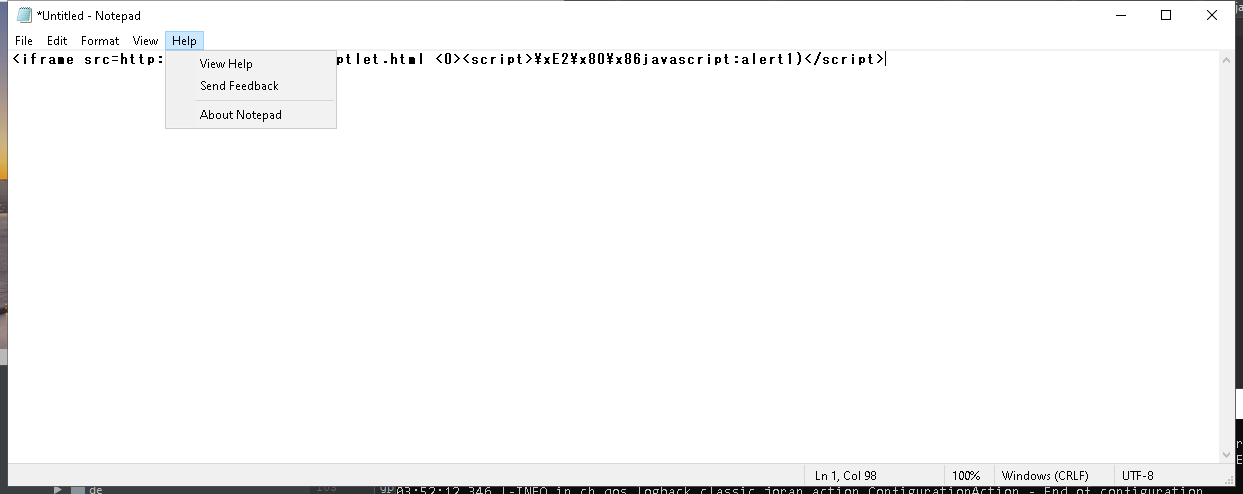 *Untitled - Notepad
File Edit Format View Help
<iframe src=http: ptlet.html <0><script>¥xE2¥x80¥x86javascript:alert1)</script>
View Help
Send Feedback
About Notepad
Ln 1, Col 98 100% Windows (CRLF) UTF-8
de
03:52:12,346 |-INFO in ch.qos.logback.classic.joran.action.ConfigurationAction - End of configuration